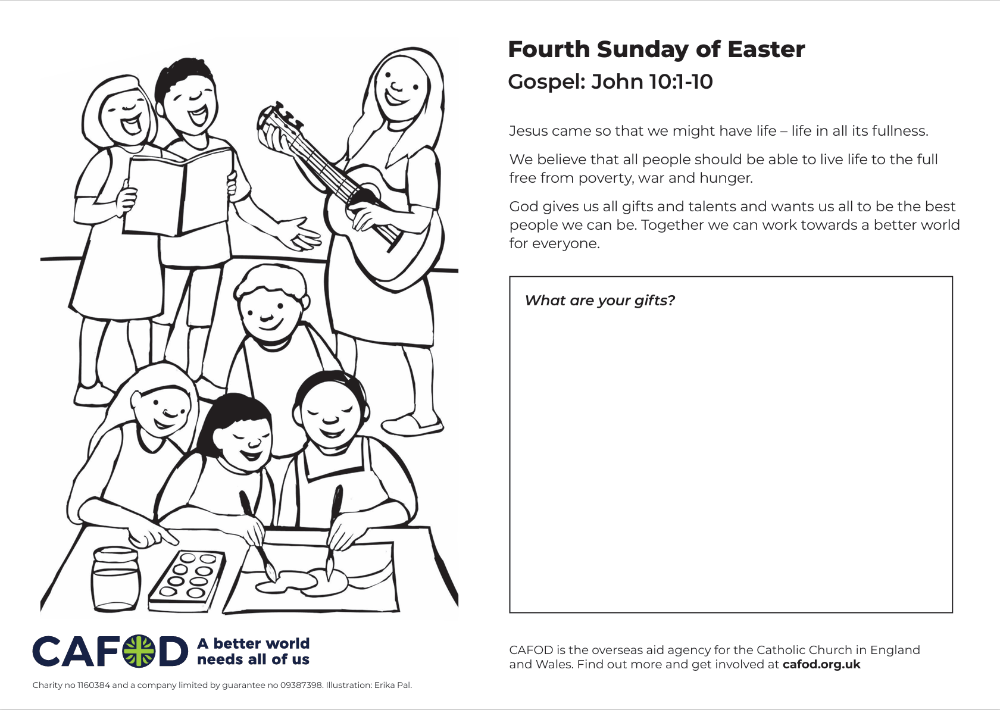 Fourth Sunday of Easter
Gospel: John 10:1-10
Jesus came so that we might have life – life in all its fullness.
We believe that all people should be able to live life to the full
free from poverty, war and hunger.
God gives us all gifts and talents and wants us all to be the best
people we can be. Together we can work towards a better world
for everyone.
What are your gifts?
CAFOD
A better world
needs all of us
Charity no 1160384 and a company limited by guarantee no 09387398. Illustration: Erika Pal.
CAFOD is the overseas aid agency for the Catholic Church in England
and Wales. Find out more and get involved at cafod.org.uk